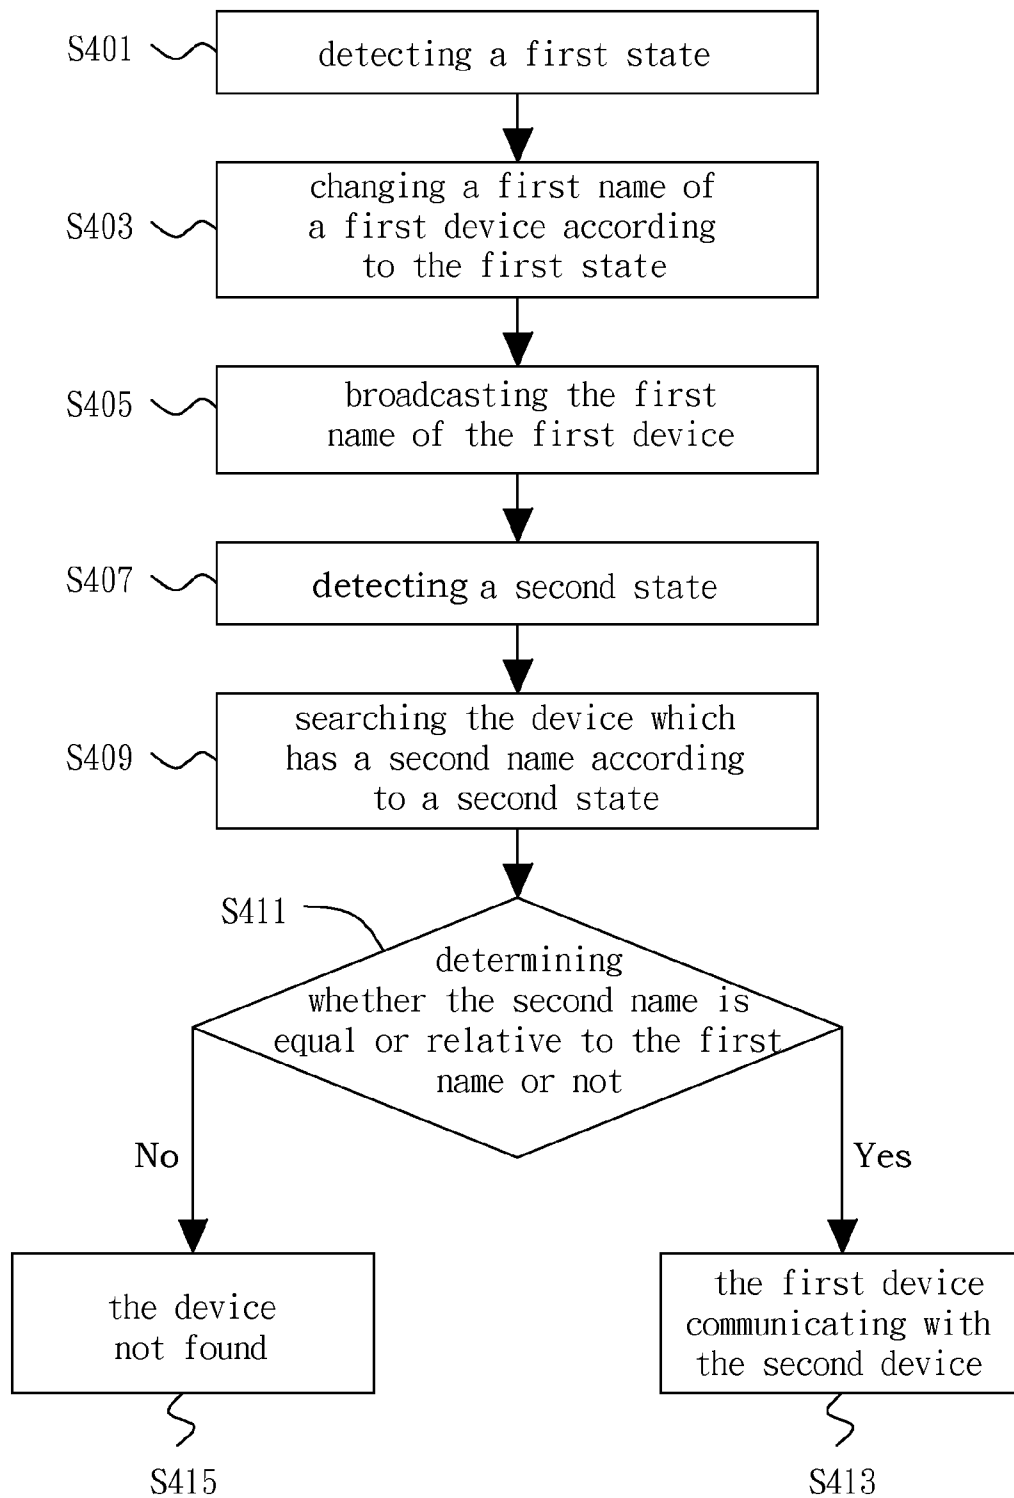 S401
detecting a first state
S403
changing a first name of
a first device according
to the first state
S405
broadcasting the first
name of the first device
S407
detecting a second state
S409
searching the device which
has a second name according
to a second state
S411
determining
whether the second name is
equal or relative to the first
name or not
No
Yes
the device
not found
the first device
communicating with
the second device
S415
S413